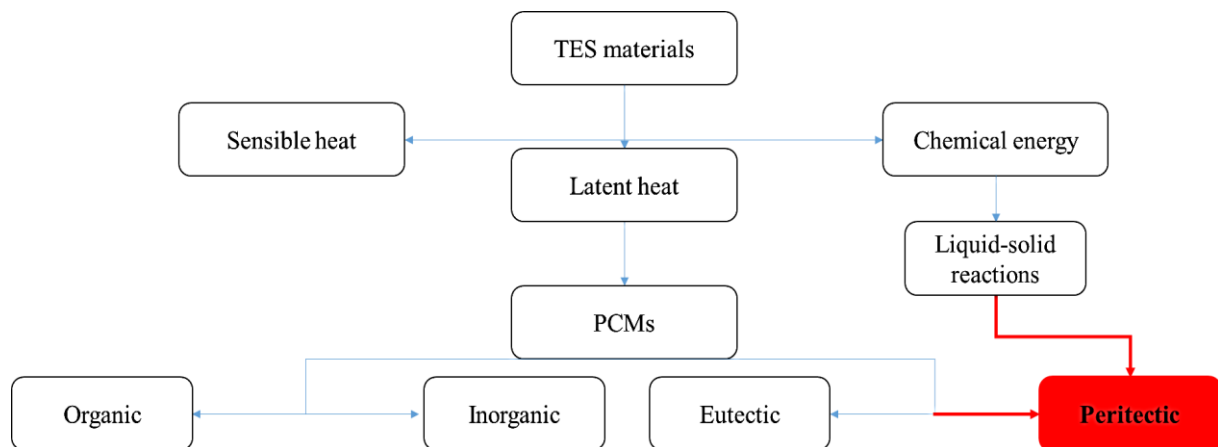 TES materials
Sensible heat
Chemical energy
Latent heat
Liquid-solid
reactions
PCMs
Organic
Inorganic
Eutectic
Peritectic